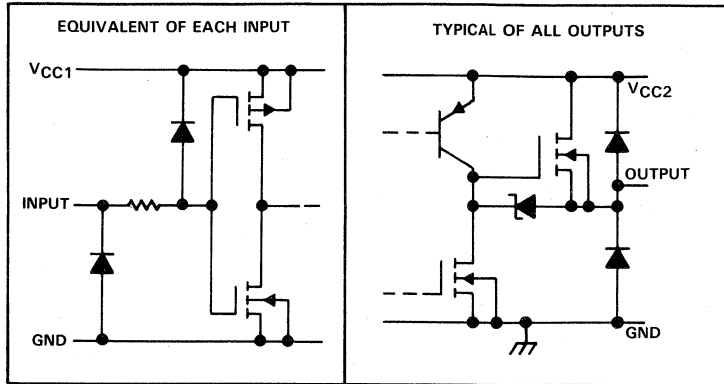 EQUIVALENT OF EACH INPUT
VCC1
INPUT
GND
TYPICAL OF ALL OUTPUTS
VCC2
OUTPUT
GND